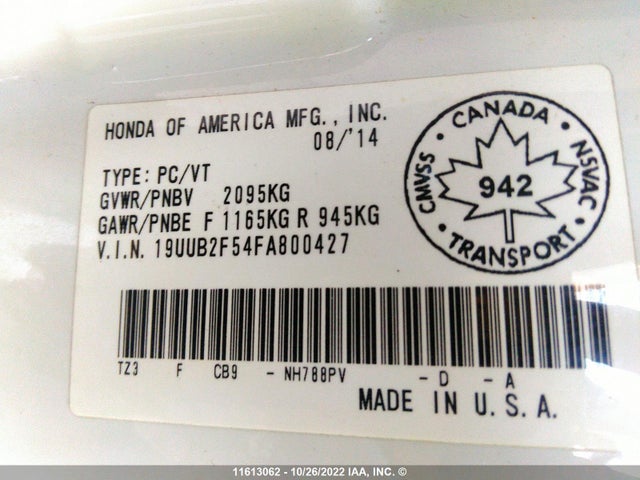 HONDA OF AMERICA MFG., INC.
08/'14
TYPE: PC/VT
GVWR/PNBV 2095KG
GAWR/PNBE F 1165KG R 945KG
V.I.N. 19UUB2F54FA800427
CANADA
CMVSS 942 NSVAC
TRANSPORT
TZ3 F CB9 - NH788PV - D - A
MADE IN U.S.A.
11613062 - 10/26/2022 IAA, INC. ©